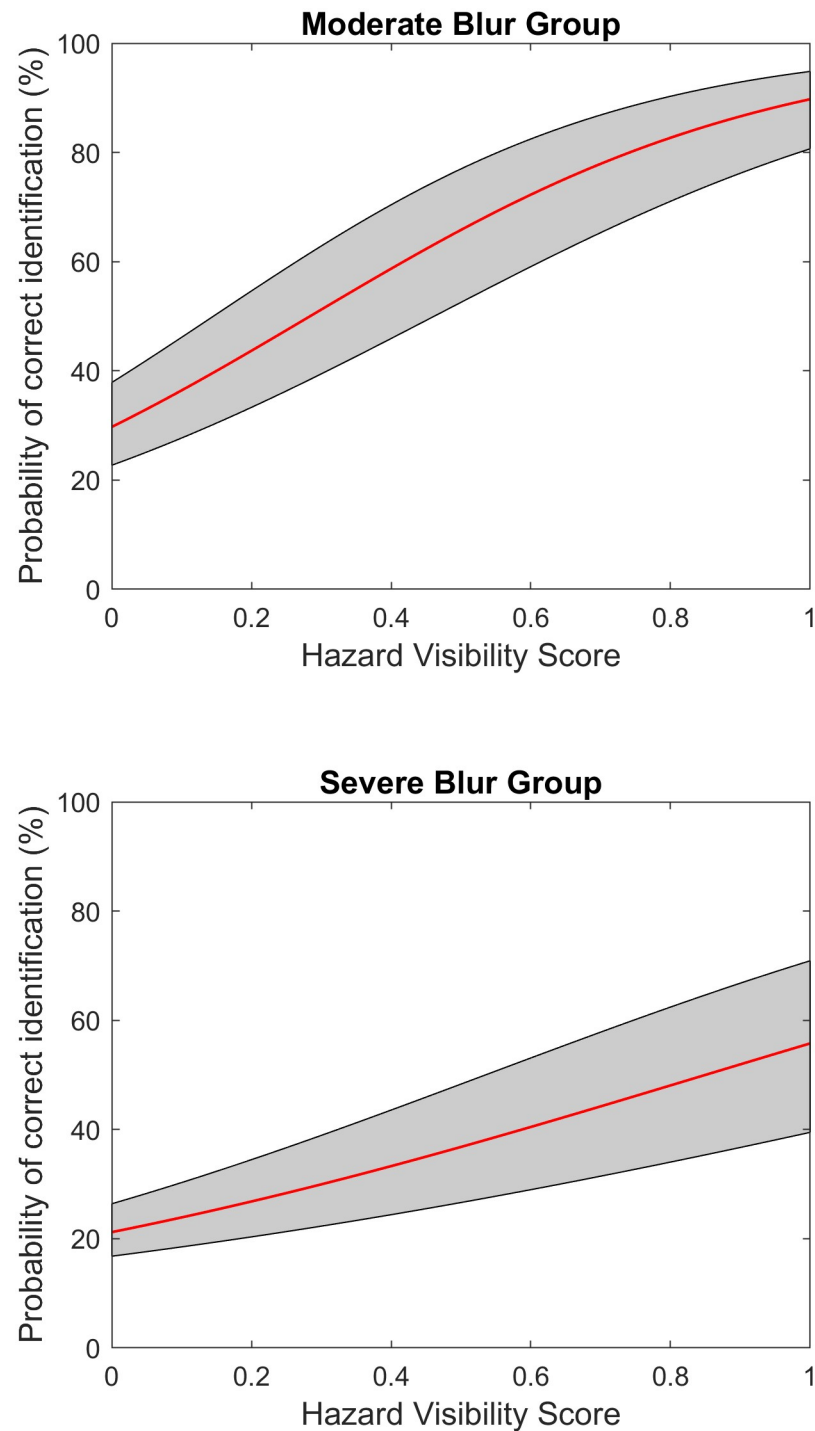 Moderate Blur Group
Probability of correct identification (%)
100
80
60
40
20
0
0 0.2 0.4 0.6 0.8 1
Hazard Visibility Score
Severe Blur Group
Probability of correct identification (%)
100
80
60
40
20
0
0 0.2 0.4 0.6 0.8 1
Hazard Visibility Score